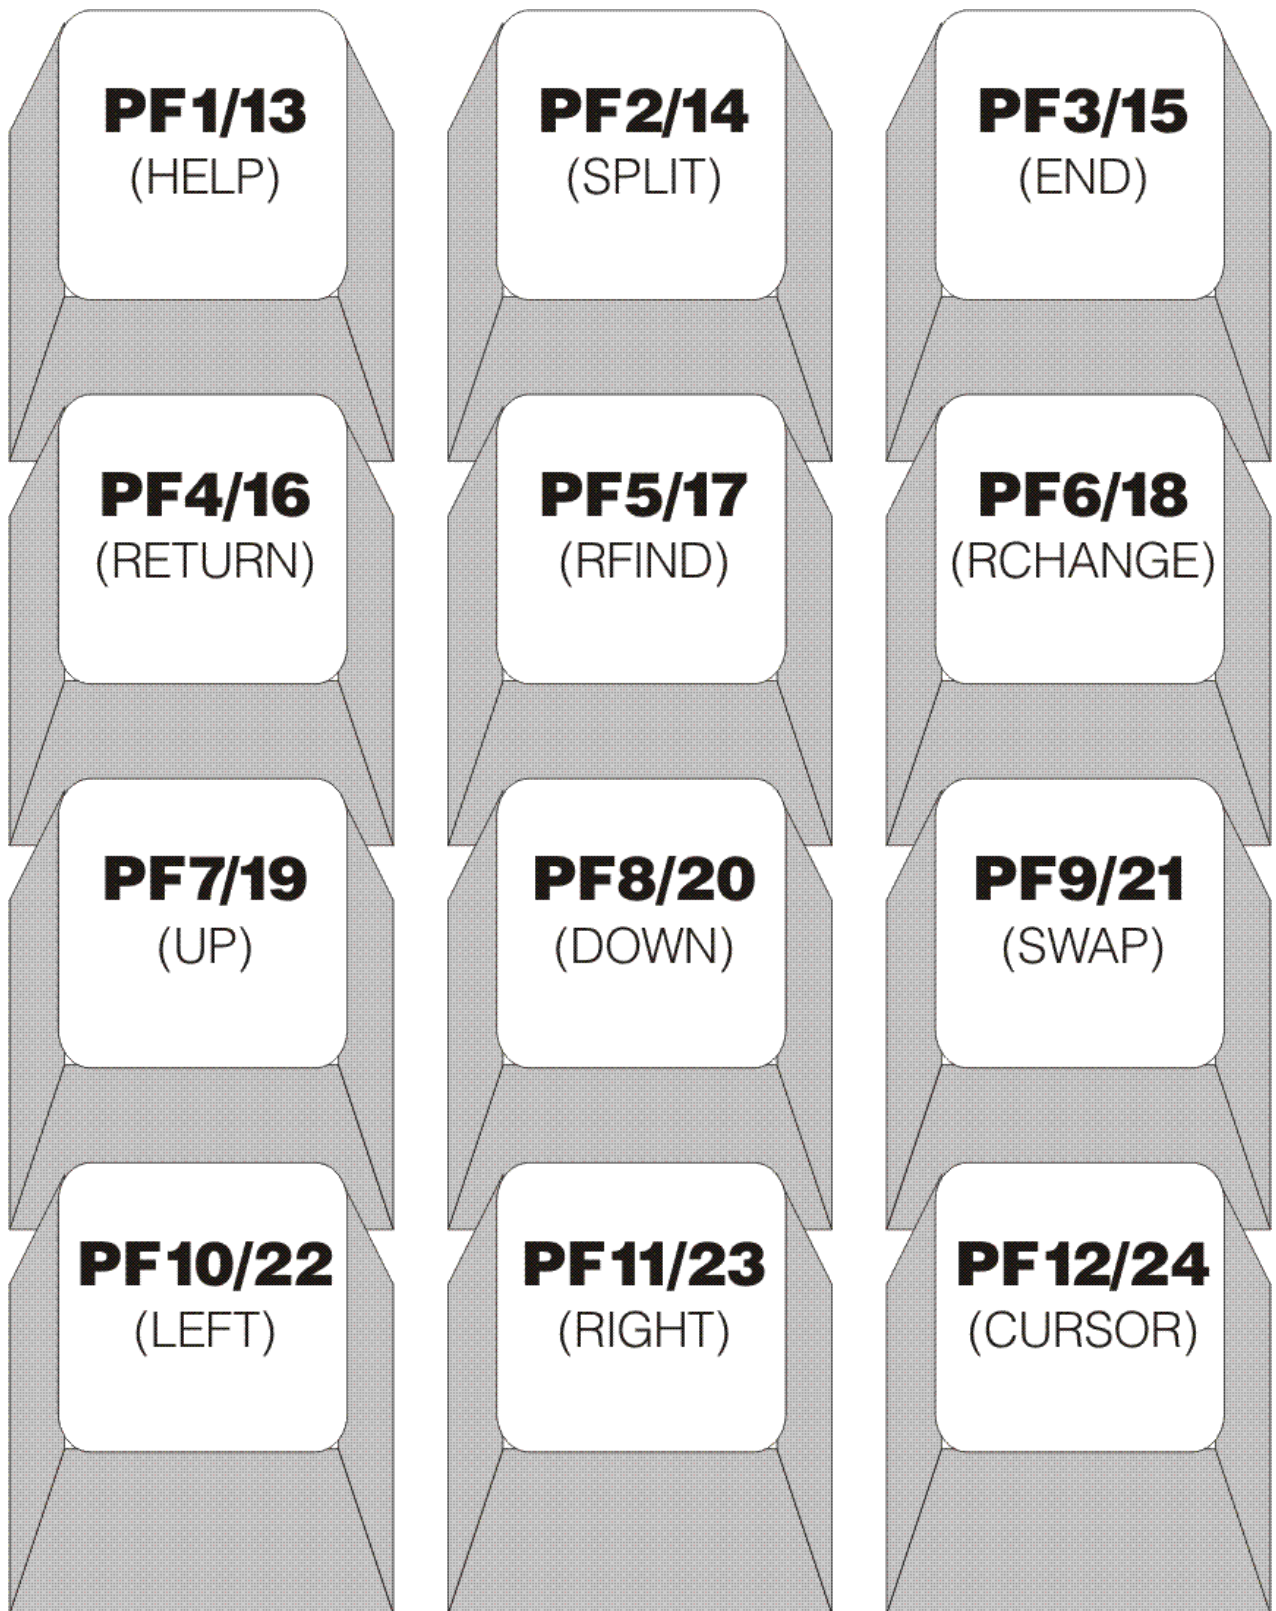 PF1/13
(HELP)
PF2/14
(SPLIT)
PF3/15
(END)
PF4/16
(RETURN)
PF5/17
(RFIND)
PF6/18
(RCHANGE)
PF7/19
(UP)
PF8/20
(DOWN)
PF9/21
(SWAP)
PF10/22
(LEFT)
PF11/23
(RIGHT)
PF12/24
(CURSOR)